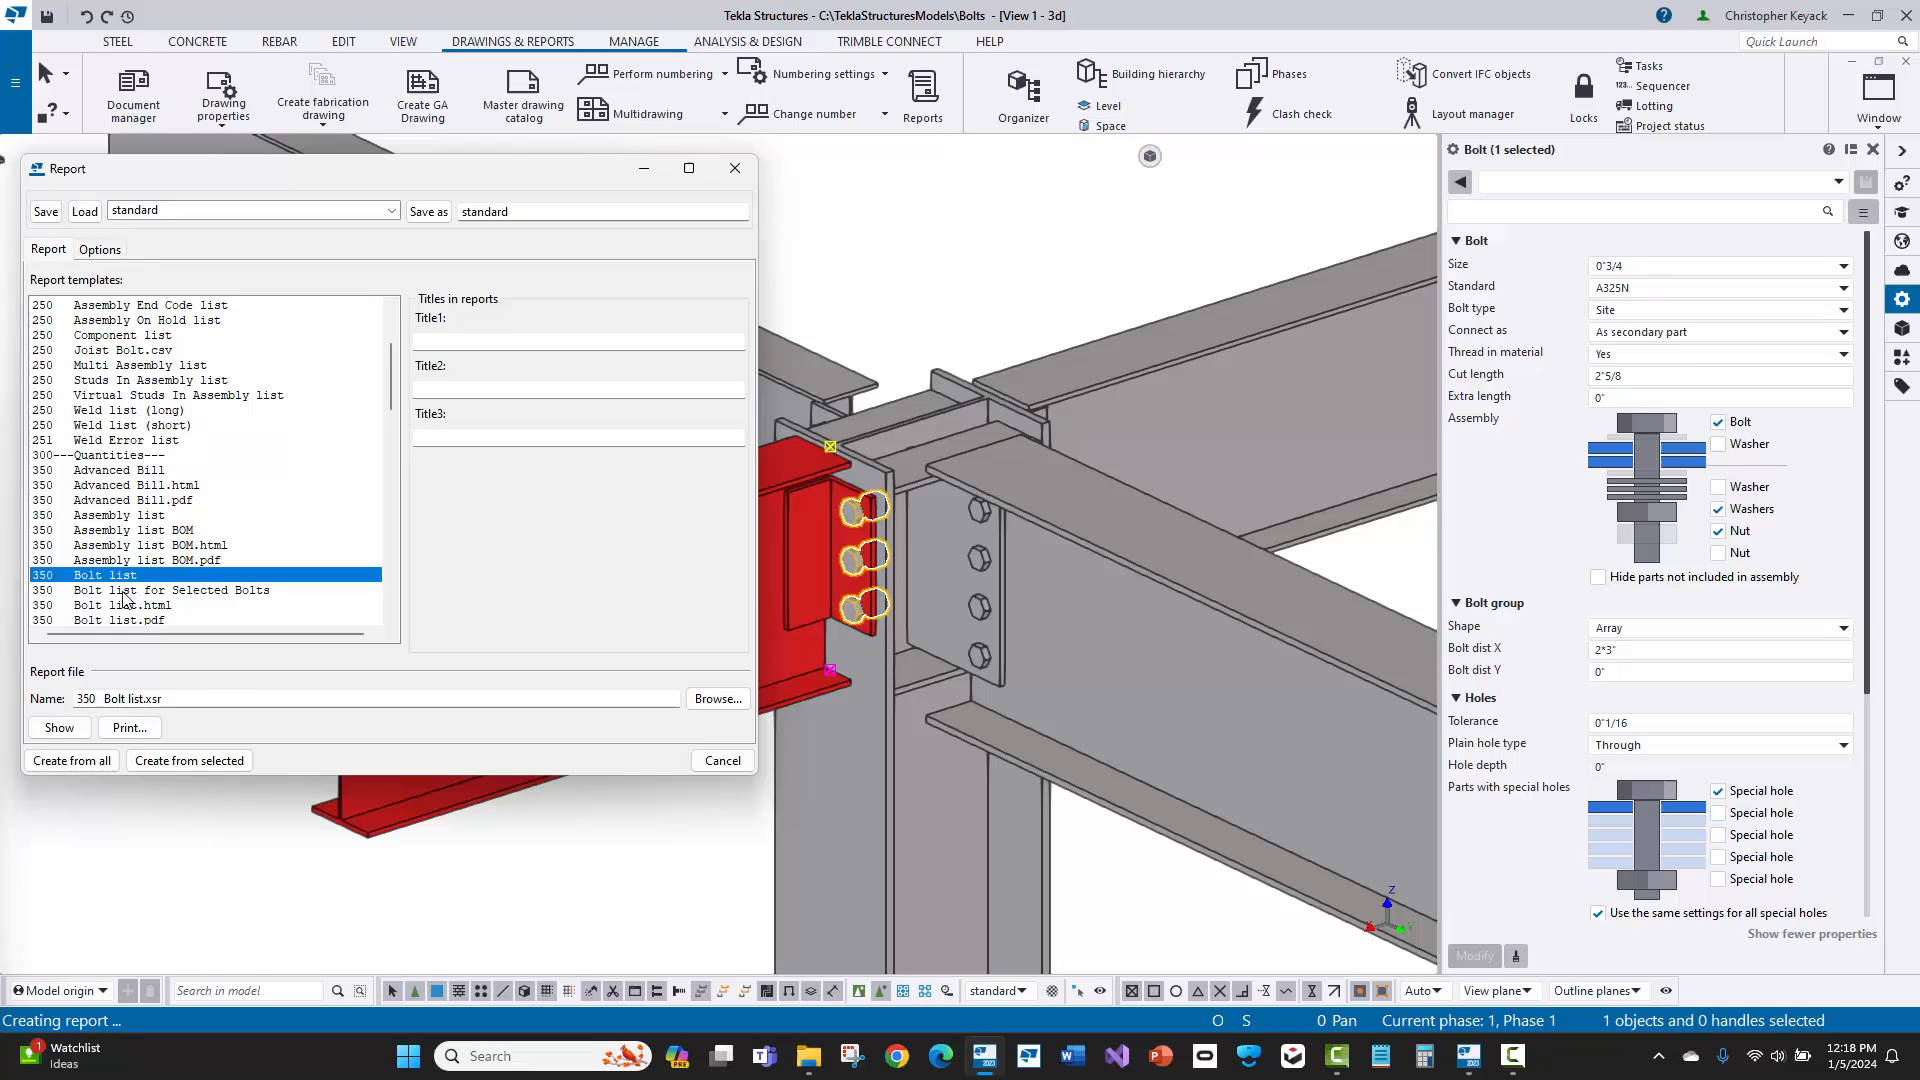 Tekla Structures - C:\TeklaStructuresModels\Bolts - [View 1 - 3d]
Christopher Keyack
STEEL CONCRETE REBAR EDIT VIEW DRAWINGS & REPORTS MANAGE ANALYSIS & DESIGN TRIMBLE CONNECT HELP
Quick Launch
Document manager
Drawing properties
Create fabrication drawing
Create GA Drawing
Master drawing catalog
Perform numbering
Multidrawing
Numbering settings
Change number
Reports
Organizer
Building hierarchy
Level
Space
Phases
Clash check
Convert IFC objects
Layout manager
Locks
Tasks
Sequencer
Lotting
Project status
Window
Report
Save Load standard Save as standard
Report Options
Report templates:
250 Assembly End Code list
250 Assembly On Hold list
250 Component list
250 Joist Bolt.csv
250 Multi Assembly list
250 Studs In Assembly list
250 Virtual Studs In Assembly list
250 Weld list (long)
250 Weld list (short)
251 Weld Error list
300---Quantities---
350 Advanced Bill
350 Advanced Bill.html
350 Advanced Bill.pdf
350 Assembly list
350 Assembly list BOM
350 Assembly list BOM.html
350 Assembly list BOM.pdf
350 Bolt list
350 Bolt list for Selected Bolts
350 Bolt list.html
350 Bolt list.pdf
Titles in reports
Title1:
Title2:
Title3:
Report file
Name: 350 Bolt list.xsr Browse...
Show Print...
Create from all Create from selected Cancel
Bolt (1 selected)
Bolt
Size 0"3/4
Standard A325N
Bolt type Site
Connect as As secondary part
Thread in material Yes
Cut length 2"5/8
Extra length 0"
Assembly
Bolt
Washer
Washer
Washers
Nut
Nut
Hide parts not included in assembly
Bolt group
Shape Array
Bolt dist X 2*3"
Bolt dist Y 0"
Holes
Tolerance 0"1/16
Plain hole type Through
Hole depth 0"
Parts with special holes
Special hole
Special hole
Special hole
Special hole
Special hole
Use the same settings for all special holes
Show fewer properties
Modify
Z
Model origin Search in model standard Auto View plane Outline planes
Creating report ... O S 0 Pan Current phase: 1, Phase 1 1 objects and 0 handles selected
1 Watchlist
Ideas
Search
PRE
2023
2023
12:18 PM
1/5/2024